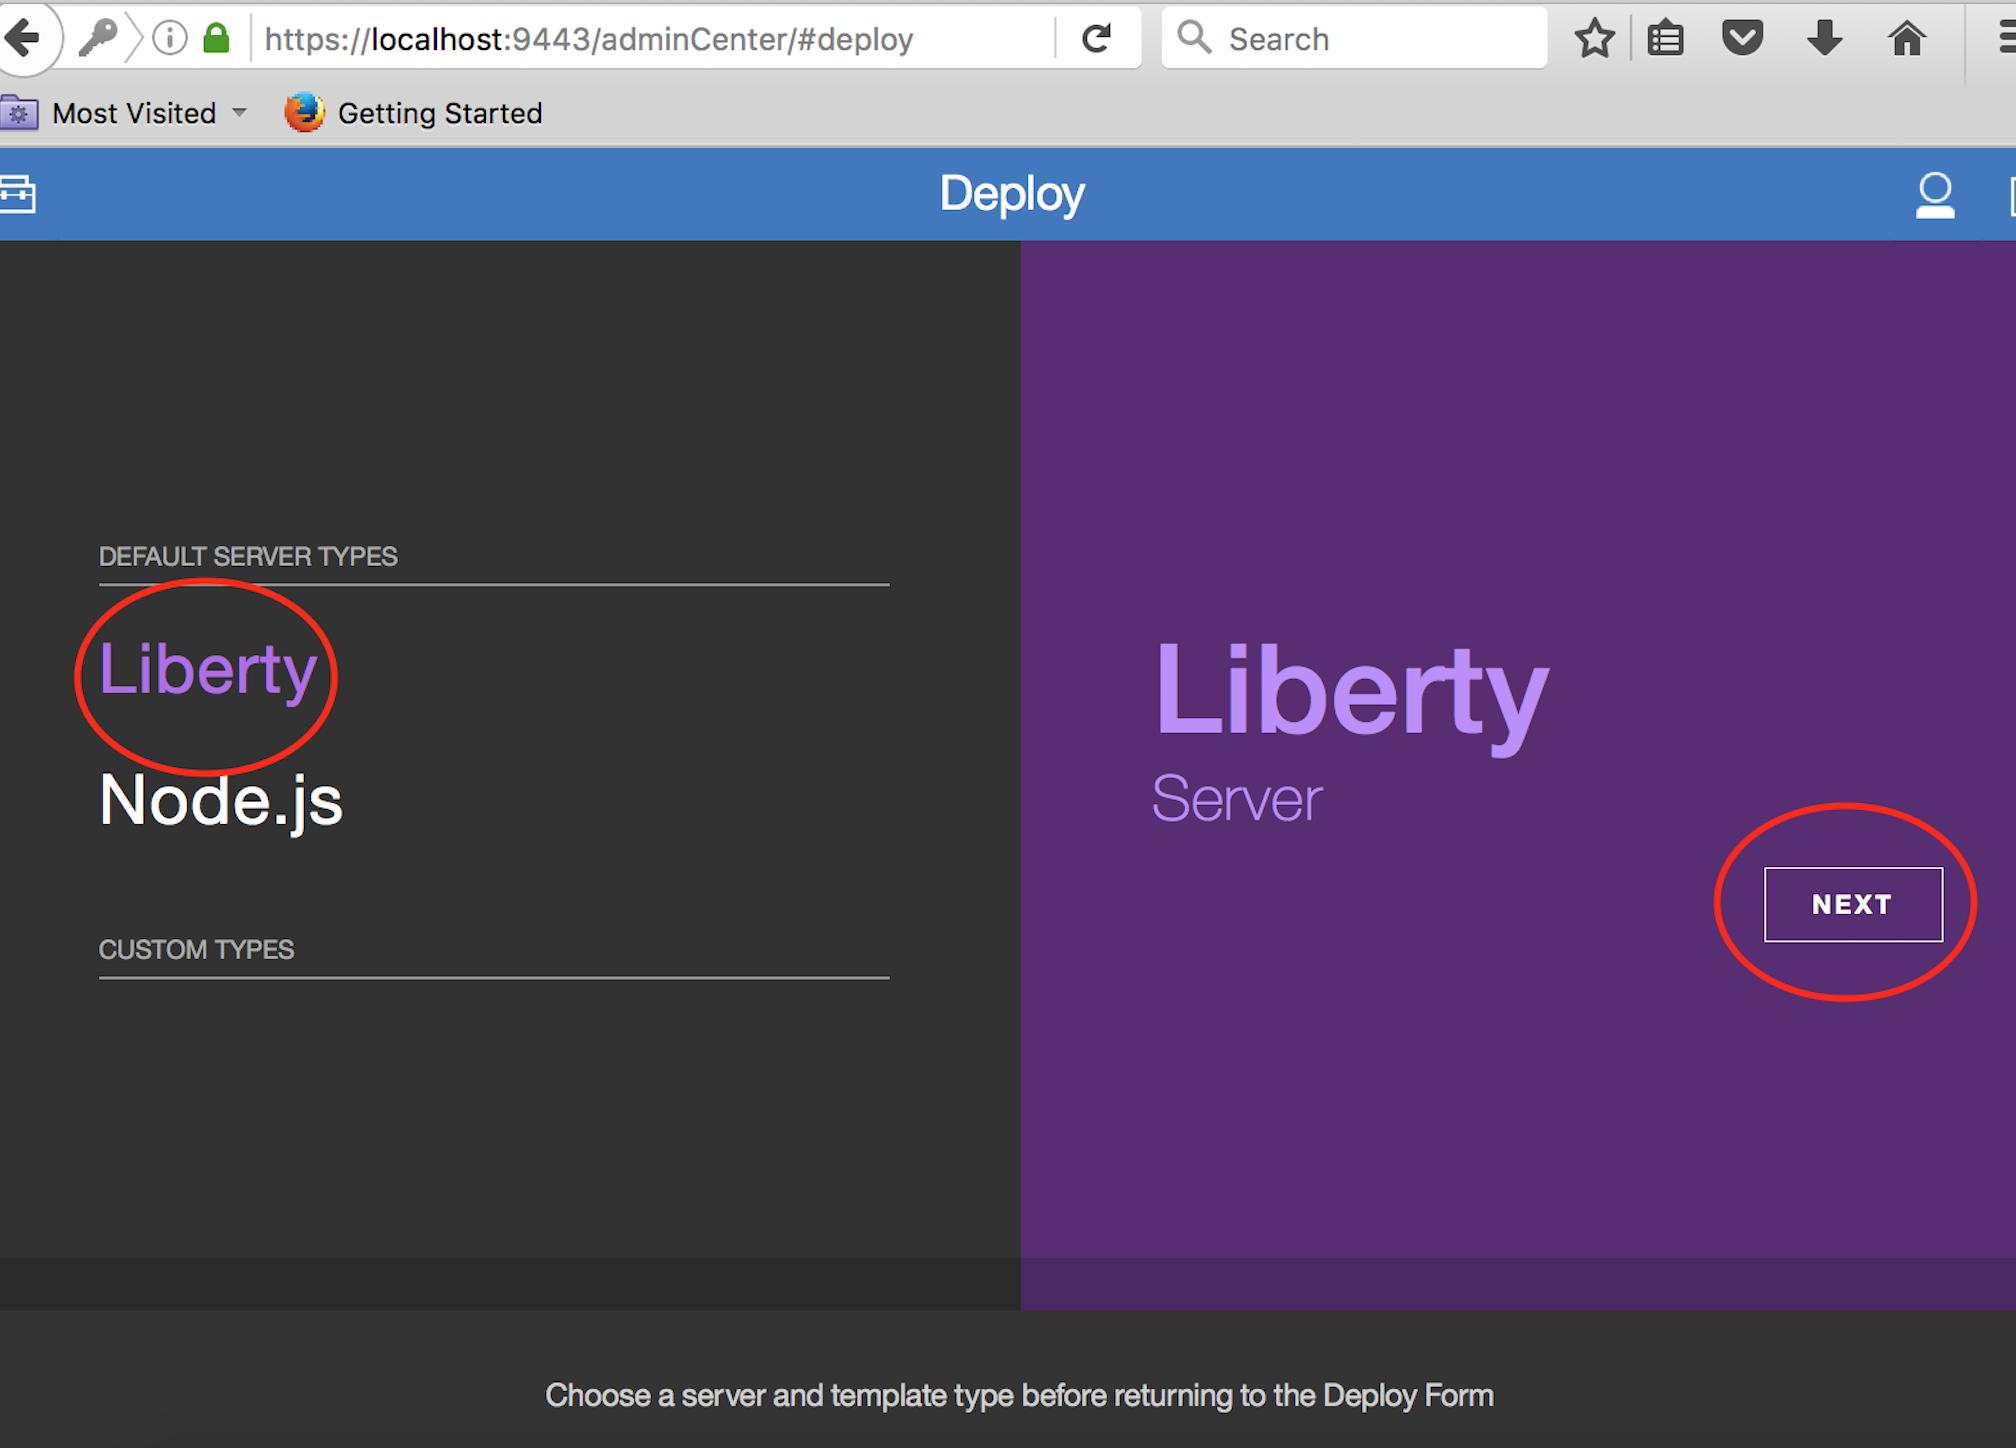 https://localhost:9443/adminCenter/#deploy
Search
Most Visited
Getting Started
Deploy
DEFAULT SERVER TYPES
Liberty
Node.js
CUSTOM TYPES
Liberty
Server
NEXT
Choose a server and template type before returning to the Deploy Form